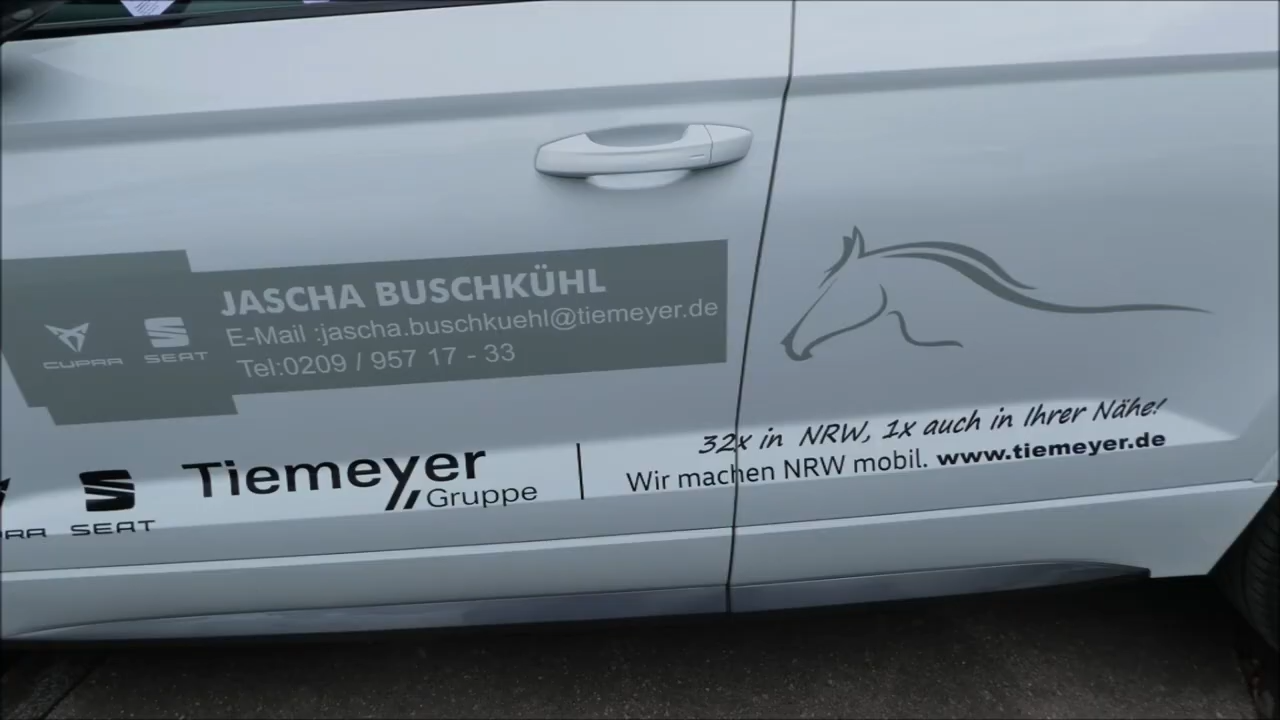 JASCHA BUSCHKÜHL
E-Mail :jascha.buschkuehl@tiemeyer.de
Tel:0209 / 957 17 - 33
CUPRA SEAT
32x in NRW, 1x auch in Ihrer Nähe!
Tiemeyer
Gruppe
Wir machen NRW mobil. www.tiemeyer.de
PRA SEAT